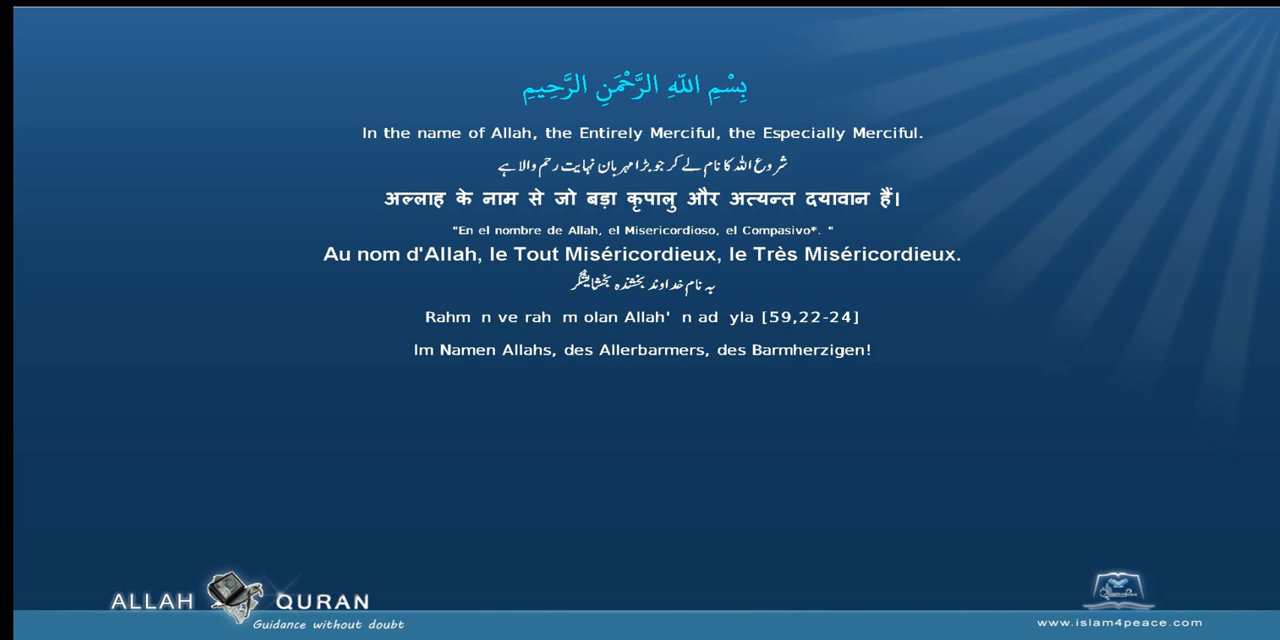 بِسْمِ اللّهِ الرَّحْمَنِ الرَّحِيمِ
In the name of Allah, the Entirely Merciful, the Especially Merciful.
شروع اللہ کا نام لے کر جو بڑا مہربان نہایت رحم والا ہے
अल्लाह के नाम से जो बड़ा कृपालु और अत्यन्त दयावान हैं।
"En el nombre de Allah, el Misericordioso, el Compasivo*. "
Au nom d'Allah, le Tout Miséricordieux, le Très Miséricordieux.
به نام خداوند بخشنده بخشایشگر
Rahm n ve rah m olan Allah' n ad yla [59,22-24]
Im Namen Allahs, des Allerbarmers, des Barmherzigen!
ALLAH QURAN
Guidance without doubt
www.islam4peace.com